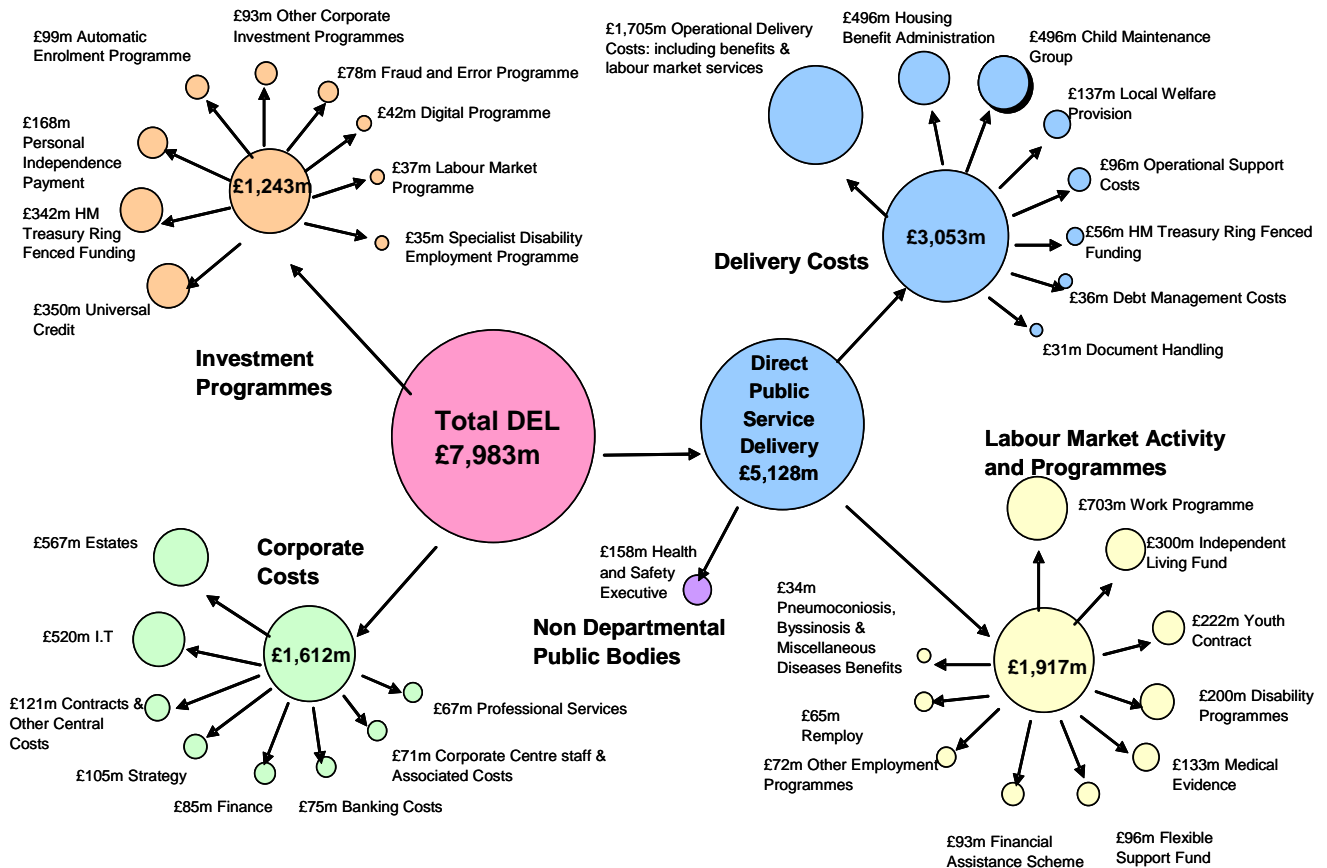 £93m Other Corporate
Investment Programmes
£99m Automatic
Enrolment Programme
£78m Fraud and Error Programme
£42m Digital Programme
£168m
Personal
Independence
Payment
£1,243m
£37m Labour Market
Programme
£342m HM
Treasury Ring
Fenced Funding
£35m Specialist Disability
Employment Programme
£350m Universal
Credit
Investment
Programmes
£1,705m Operational Delivery
Costs: including benefits &
labour market services
£496m Housing
Benefit Administration
£496m Child Maintenance
Group
£137m Local Welfare
Provision
£96m Operational Support
Costs
£3,053m
£56m HM Treasury Ring Fenced
Funding
Delivery Costs
£36m Debt Management Costs
£31m Document Handling
Total DEL
£7,983m
Direct
Public
Service
Delivery
£5,128m
Labour Market Activity
and Programmes
£703m Work Programme
£300m Independent
Living Fund
£222m Youth
Contract
£1,917m
£200m Disability
Programmes
£133m Medical
Evidence
£96m Flexible
Support Fund
£93m Financial
Assistance Scheme
£72m Other Employment
Programmes
£65m
Remploy
£34m
Pneumoconiosis,
Byssinosis &
Miscellaneous
Diseases Benefits
£158m Health
and Safety
Executive
Non Departmental
Public Bodies
Corporate
Costs
£567m Estates
£520m I.T
£1,612m
£121m Contracts &
Other Central
Costs
£105m Strategy
£85m Finance
£75m Banking Costs
£71m Corporate Centre staff &
Associated Costs
£67m Professional Services